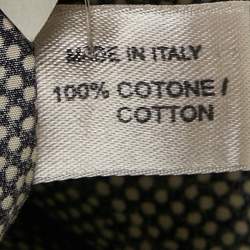 MADE IN ITALY
100% COTONE /
COTTON